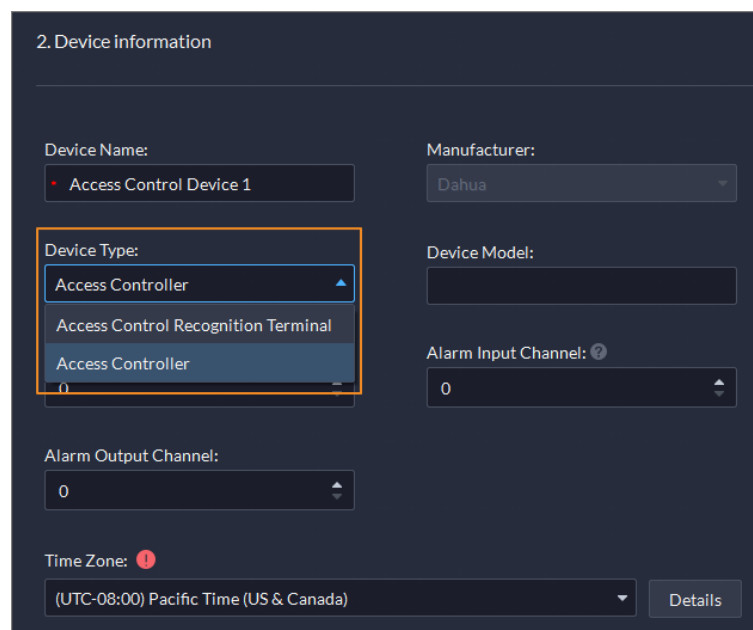 2. Device information
Device Name:
Manufacturer:
* Access Control Device 1
Dahua
Device Type:
Device Model:
Access Controller
Access Control Recognition Terminal
Access Controller
Alarm Input Channel: ?
0
0
Alarm Output Channel:
0
Time Zone: !
(UTC-08:00) Pacific Time (US & Canada)
Details